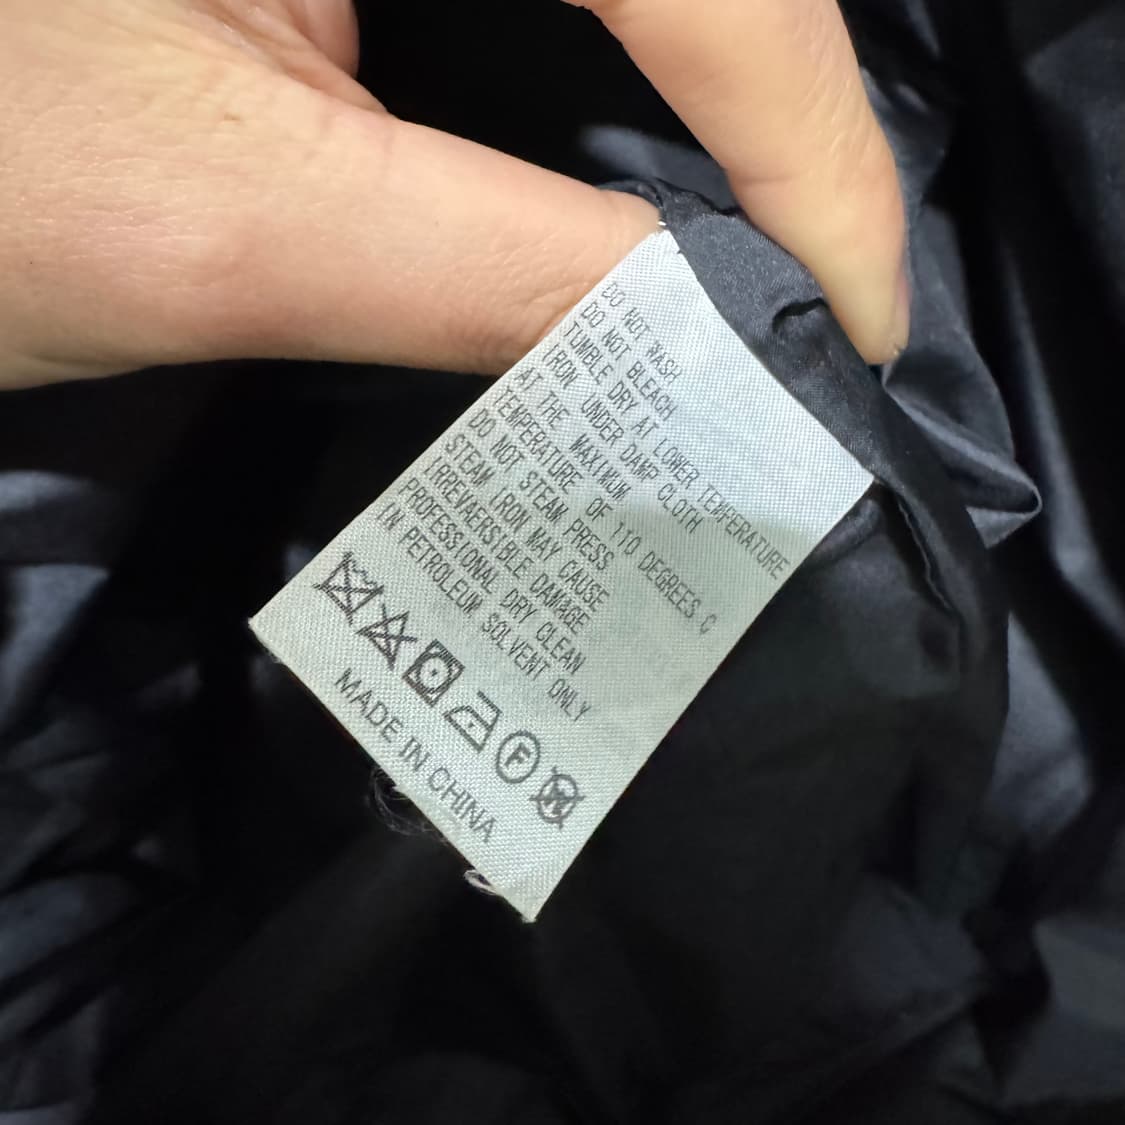 DO NOT WASH
DO NOT BLEACH
TUMBLE DRY AT LOWER TEMPERATURE
IRON UNDER DAMP CLOTH
AT THE MAXIMUM
TEMPERATURE OF 110 DEGREES C
DO NOT STEAM PRESS
STEAM IRON MAY CAUSE
IRREVAERSIBLE DAMAGE
PROFESSIONAL DRY CLEAN
IN PETROLEUM SOLVENT ONLY
F
W
MADE IN CHINA